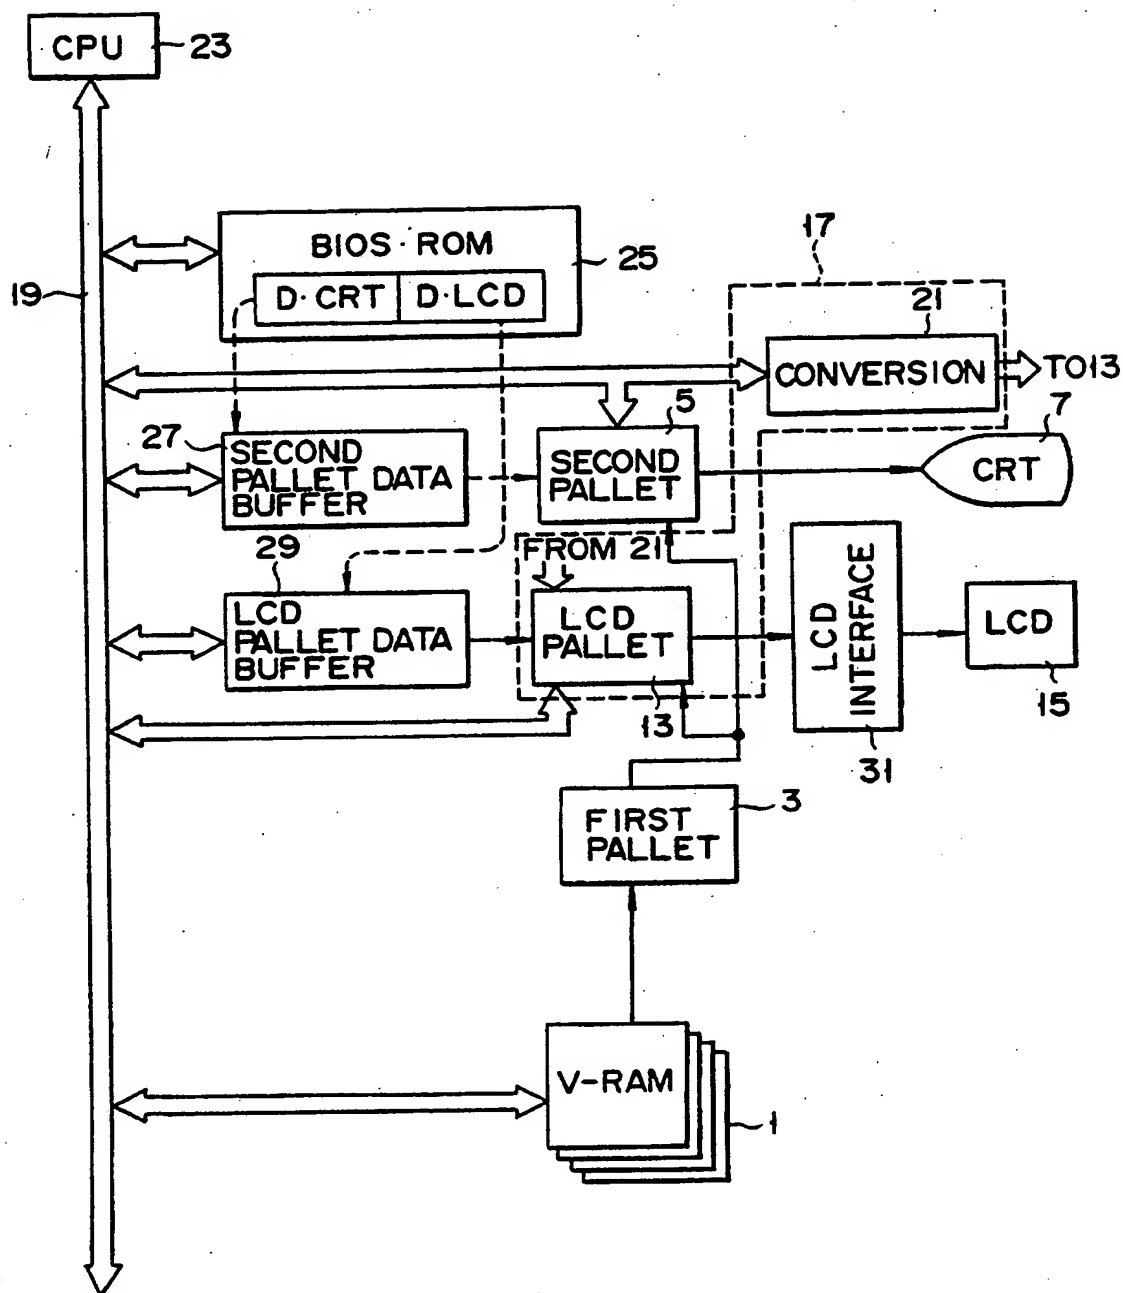 CPU
23
BIOS·ROM
25
D·CRT
D·LCD
17
21
19
CONVERSION
TO13
5
7
27
SECOND
PALLET DATA
BUFFER
SECOND
PALLET
CRT
29
FROM 21
LCD
PALLET DATA
BUFFER
LCD
PALLET
LCD
INTERFACE
LCD
13
15
31
3
FIRST
PALLET
V-RAM
1